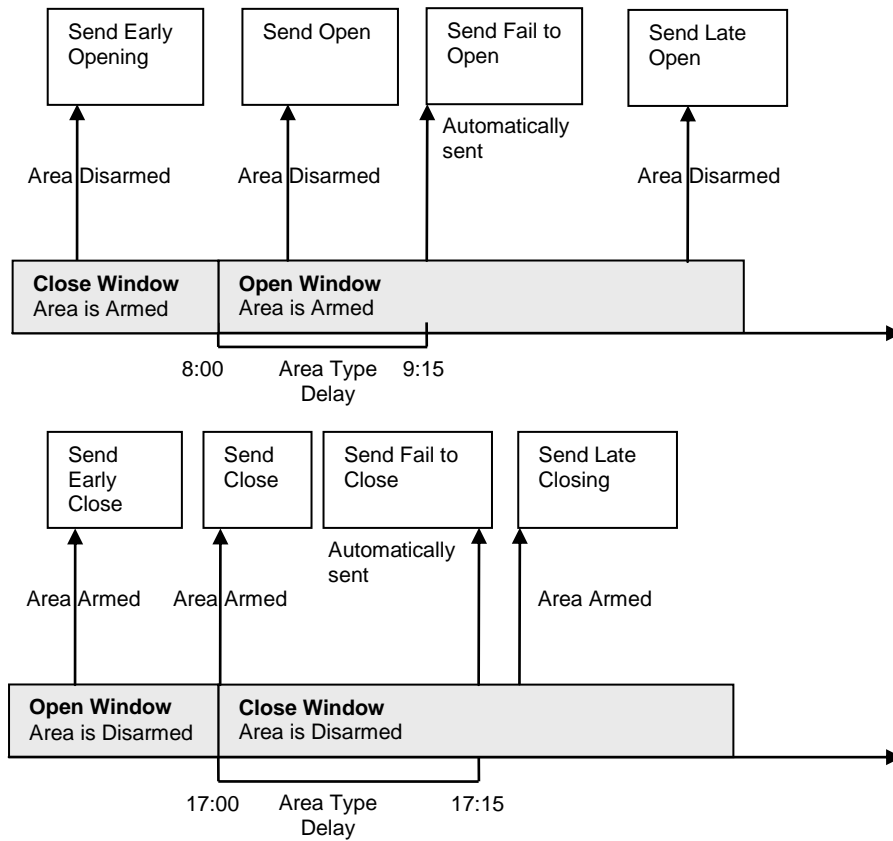 Send Early
Opening
Send Open
Send Fail to
Open
Send Late
Open
Automatically
sent
Area Disarmed
Area Disarmed
Area Disarmed
Close Window
Area is Armed
Open Window
Area is Armed
8:00
Area Type
Delay
9:15
Send
Early
Close
Send
Close
Send Fail to
Close
Send Late
Closing
Automatically
sent
Area Armed
Area Armed
Area Armed
Open Window
Area is Disarmed
Close Window
Area is Disarmed
17:00
Area Type
Delay
17:15